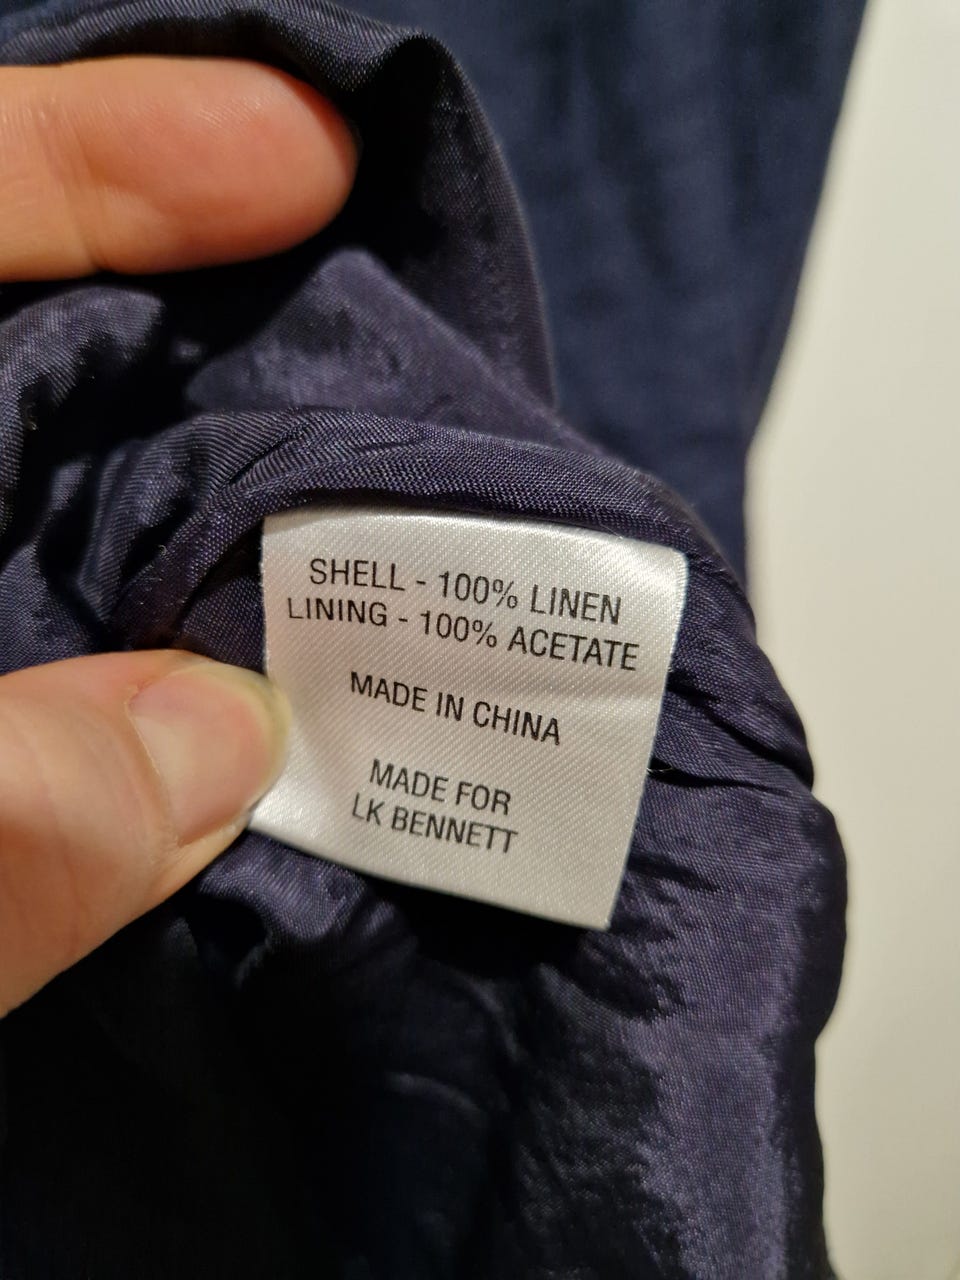 SHELL - 100% LINEN
LINING - 100% ACETATE
MADE IN CHINA
MADE FOR
LK BENNETT